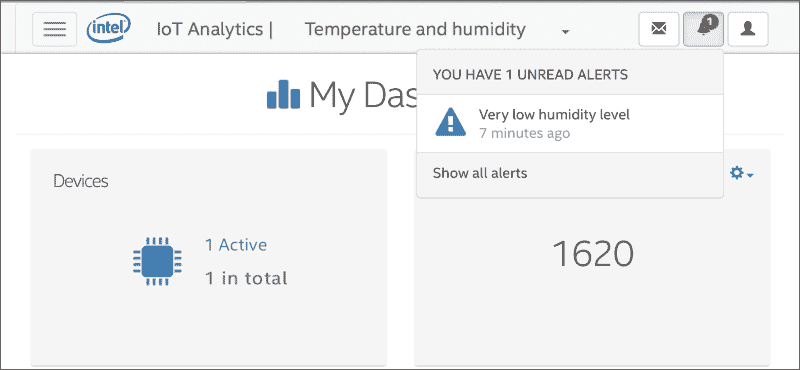 intel
IoT Analytics |
Temperature and humidity
1
YOU HAVE 1 UNREAD ALERTS
My Das
Very low humidity level
7 minutes ago
Show all alerts
Devices
1 Active
1 in total
1620